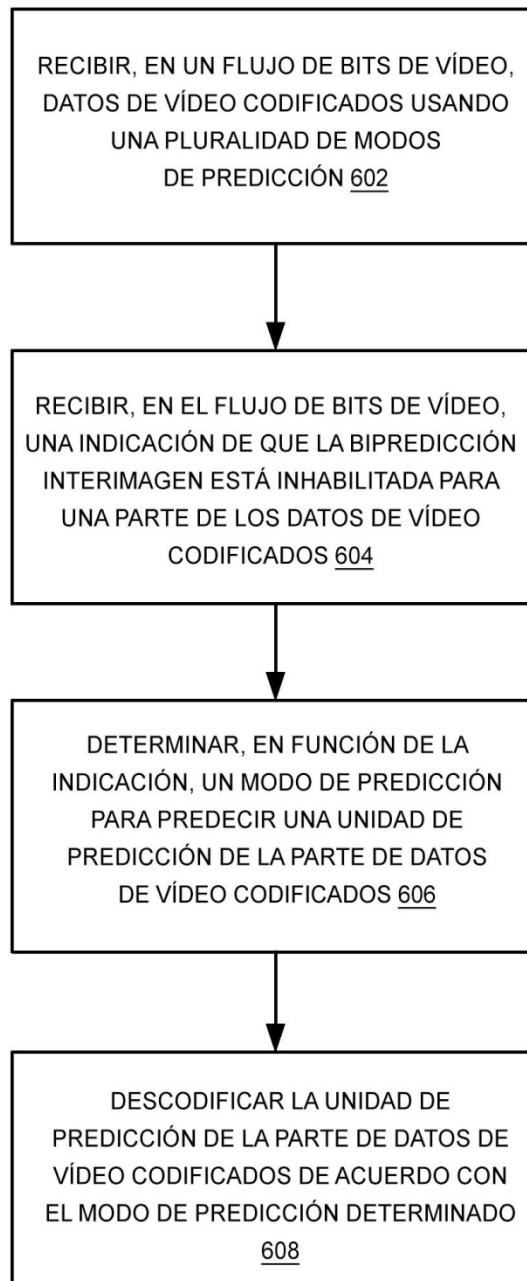 RECIBIR, EN UN FLUJO DE BITS DE VÍDEO,
DATOS DE VÍDEO CODIFICADOS USANDO
UNA PLURALIDAD DE MODOS
DE PREDICCIÓN 602
RECIBIR, EN EL FLUJO DE BITS DE VÍDEO,
UNA INDICACIÓN DE QUE LA BIPREDICCIÓN
INTERIMAGEN ESTÁ INHABILITADA PARA
UNA PARTE DE LOS DATOS DE VÍDEO
CODIFICADOS 604
DETERMINAR, EN FUNCIÓN DE LA
INDICACIÓN, UN MODO DE PREDICCIÓN
PARA PREDECIR UNA UNIDAD DE
PREDICCIÓN DE LA PARTE DE DATOS
DE VÍDEO CODIFICADOS 606
DESCODIFICAR LA UNIDAD DE
PREDICCIÓN DE LA PARTE DE DATOS DE
VÍDEO CODIFICADOS DE ACUERDO CON
EL MODO DE PREDICCIÓN DETERMINADO
608